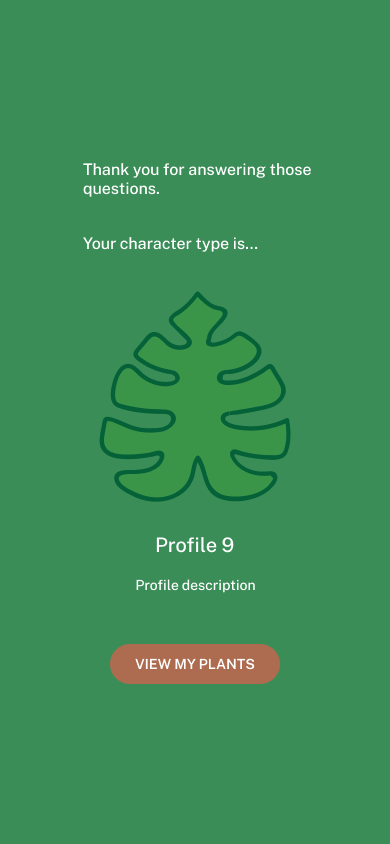 Thank you for answering those
questions.
Your character type is...
Profile 9
Profile description
VIEW MY PLANTS